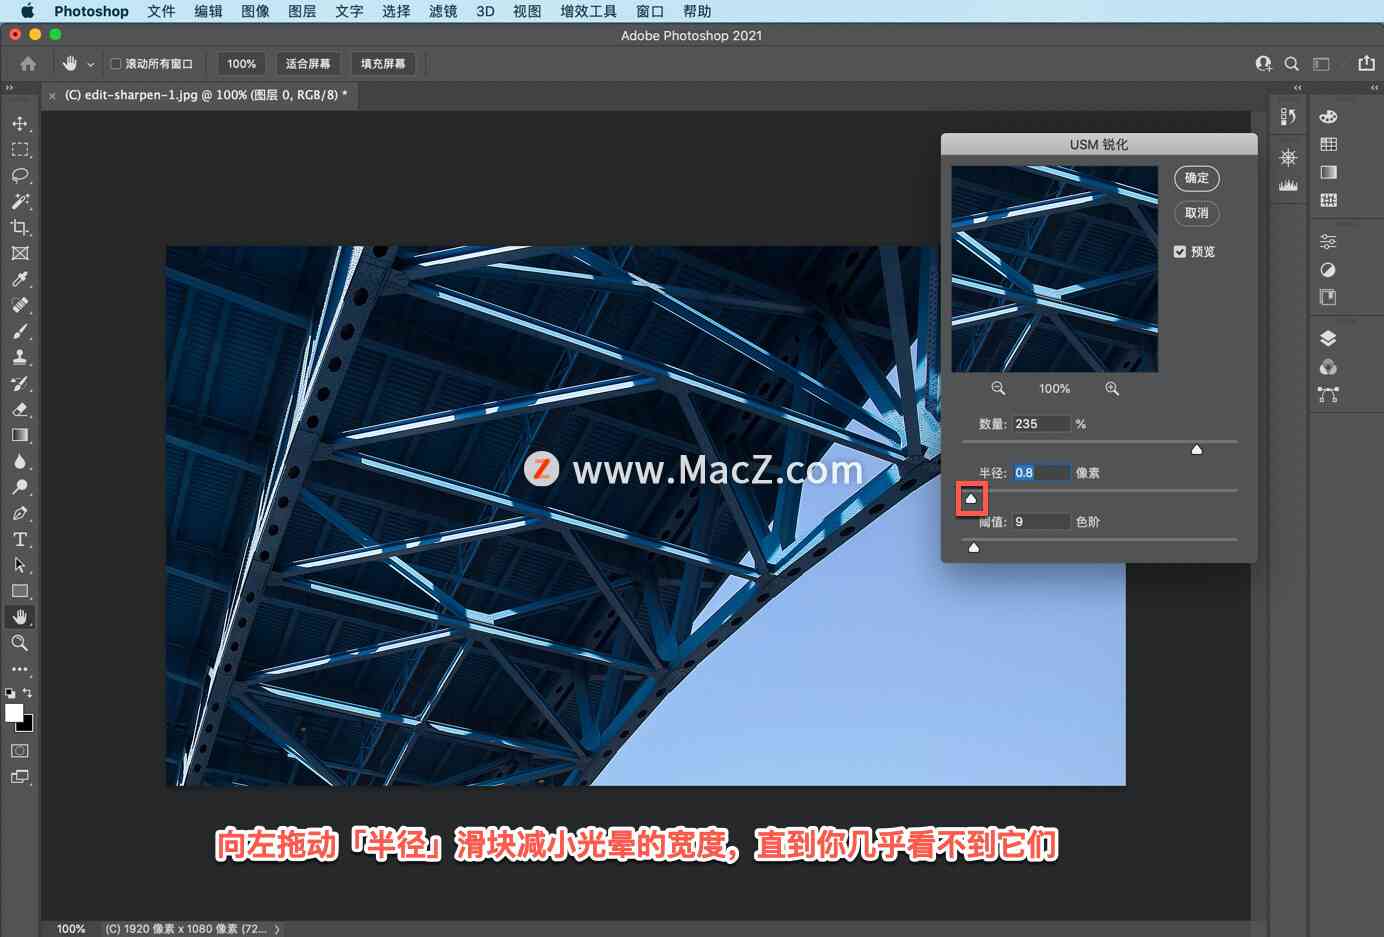 Photoshop 文件 编辑 图像 图层 文字 选择 滤镜 3D 视图 增效工具 窗口 帮助
Adobe Photoshop 2021
滚动所有窗口 100% 适合屏幕 填充屏幕
× (C) edit-sharpen-1.jpg @ 100% (图层 0, RGB/8) *
USM 锐化
确定
取消
预览
100%
数量: 235 %
半径: 0.8 像素
阈值: 9 色阶
Z www.MacZ.com
向左拖动「半径」滑块减小光晕的宽度，直到你几乎看不到它们
100% (C) 1920 像素 x 1080 像素 (72...